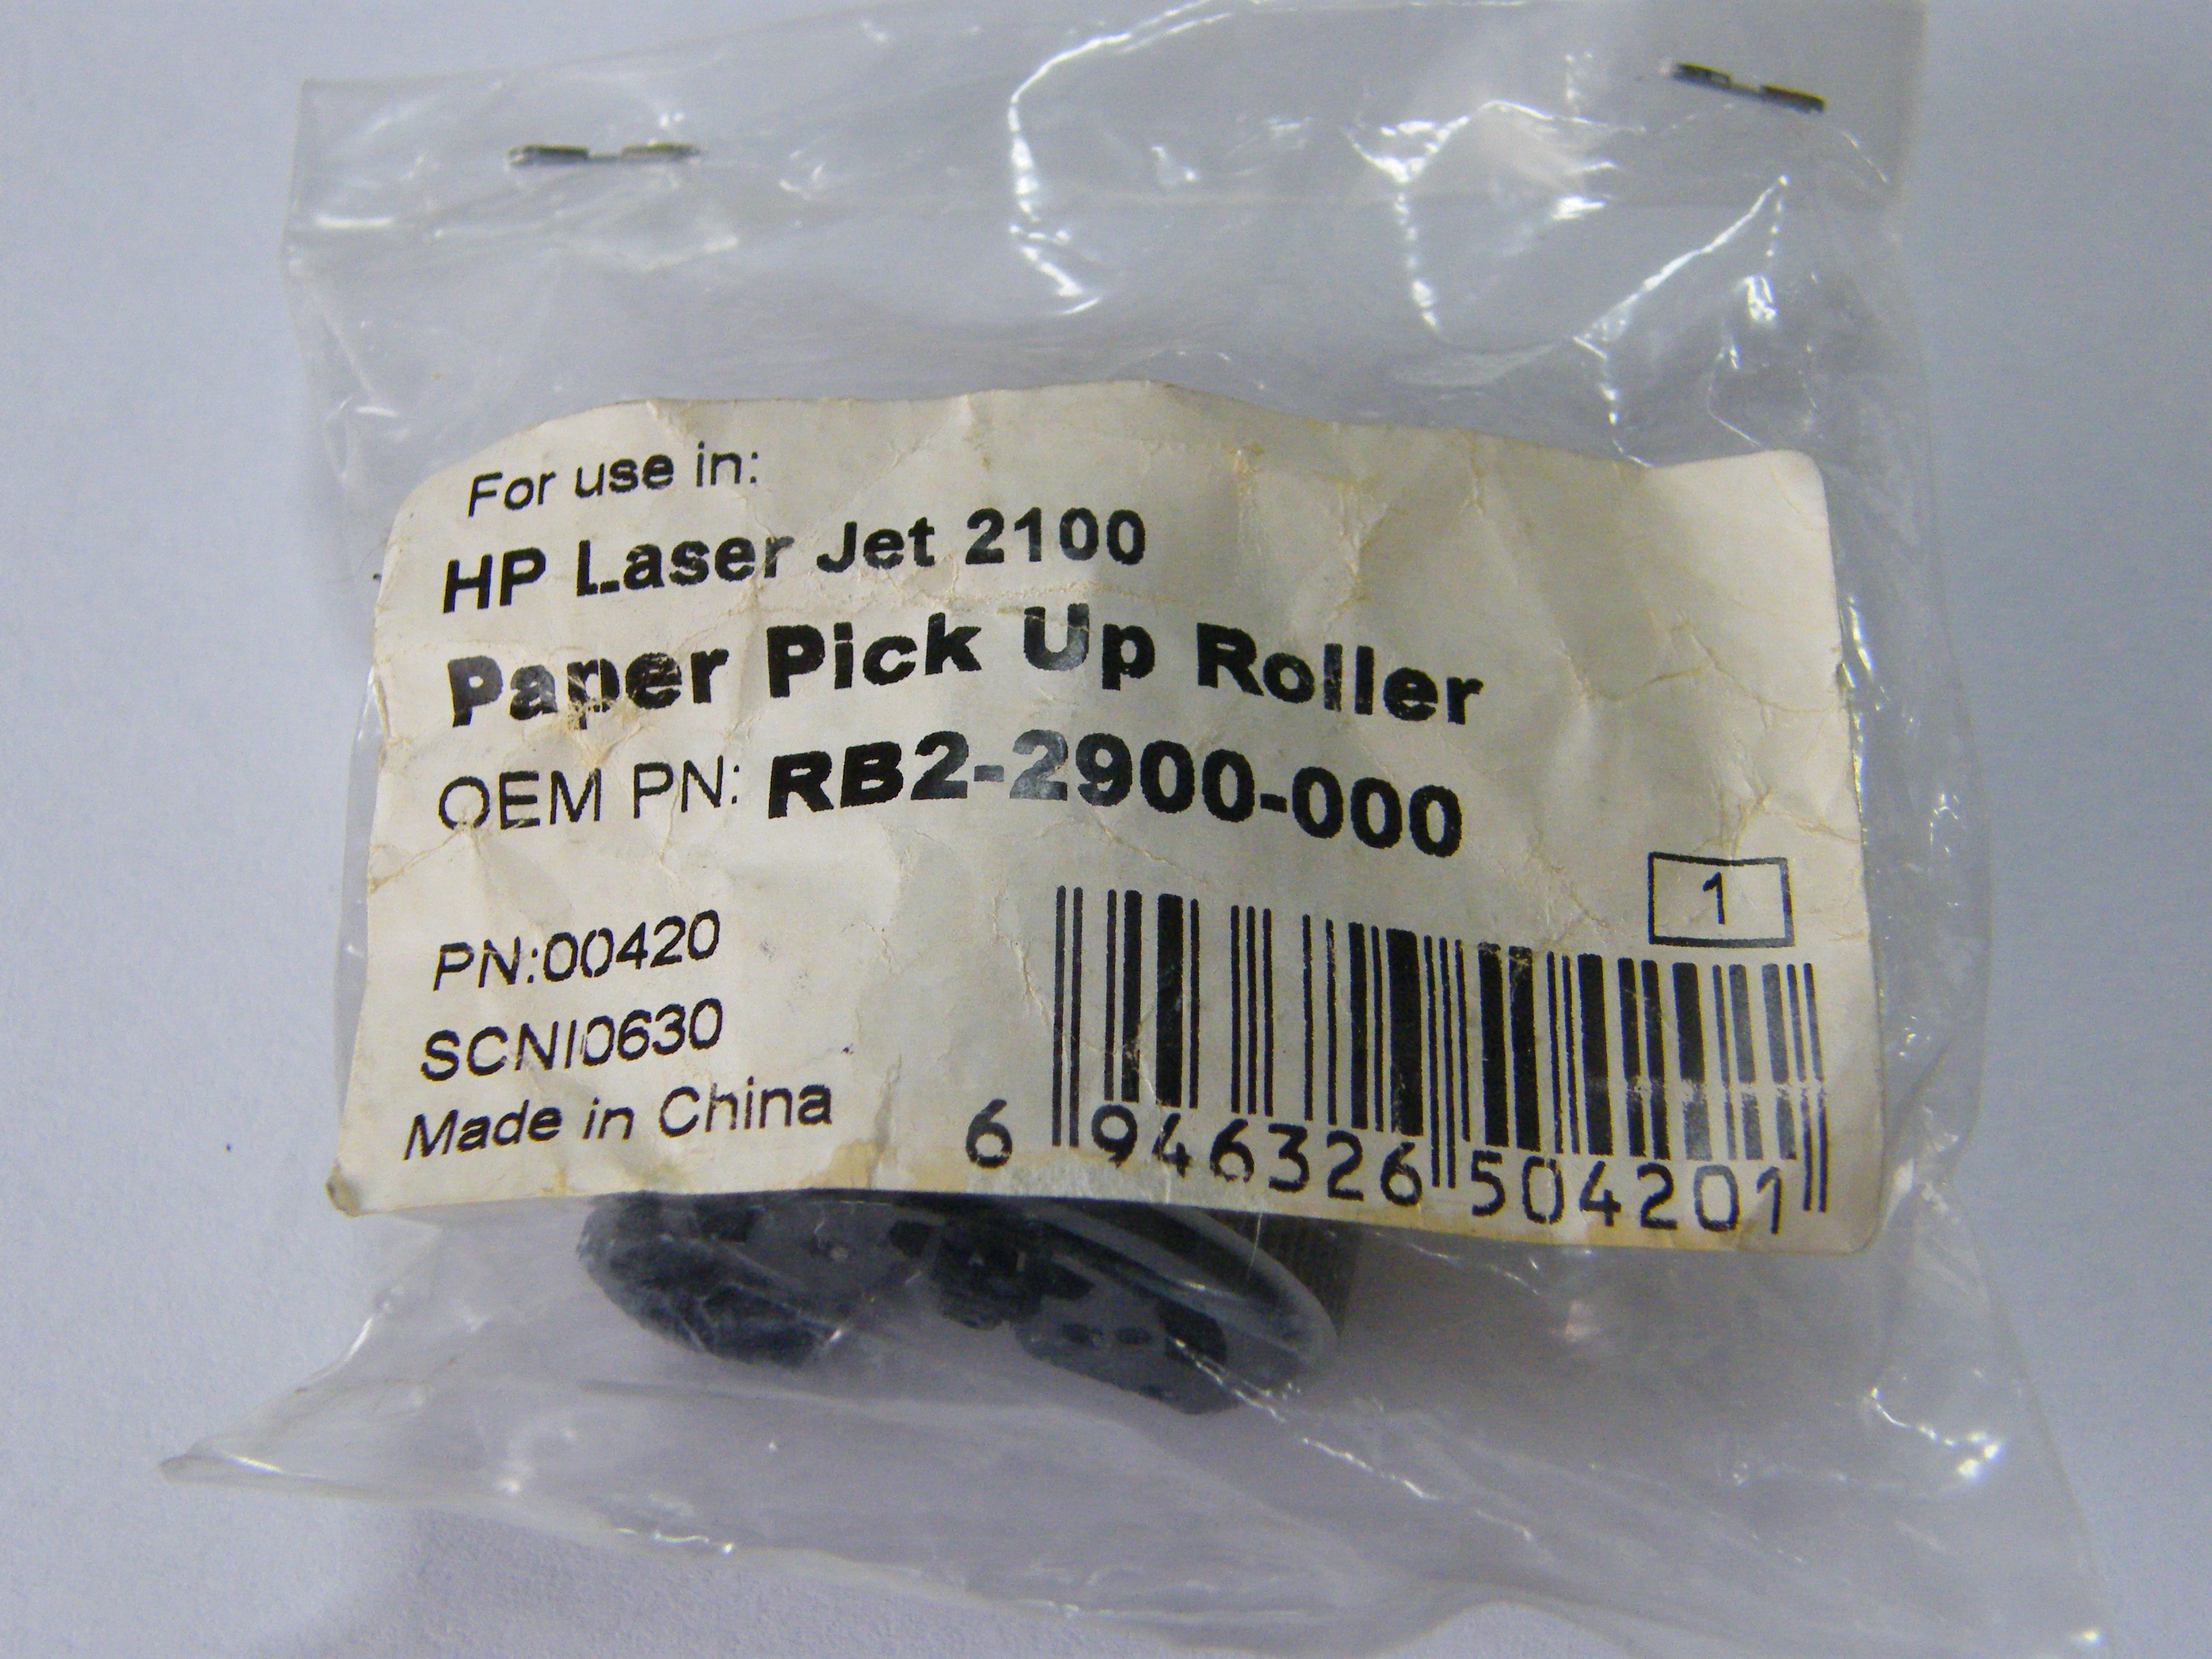 For use in:
HP Laser Jet 2100
Paper Pick Up Roller
OEM PN: RB2-2900-000
1
PN:00420
SCNI0630
Made in China
6 946326 504201